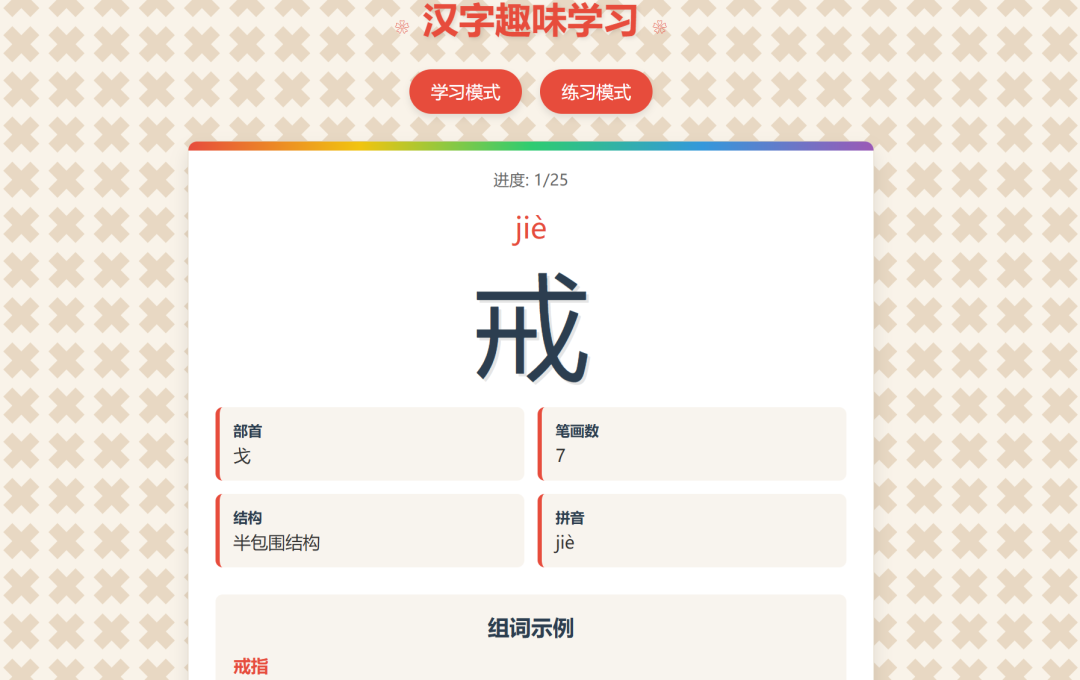 汉字趣味学习
学习模式 练习模式
进度: 1/25
jiè
戒
部首
戈
笔画数
7
结构
半包围结构
拼音
jiè
组词示例
戒指